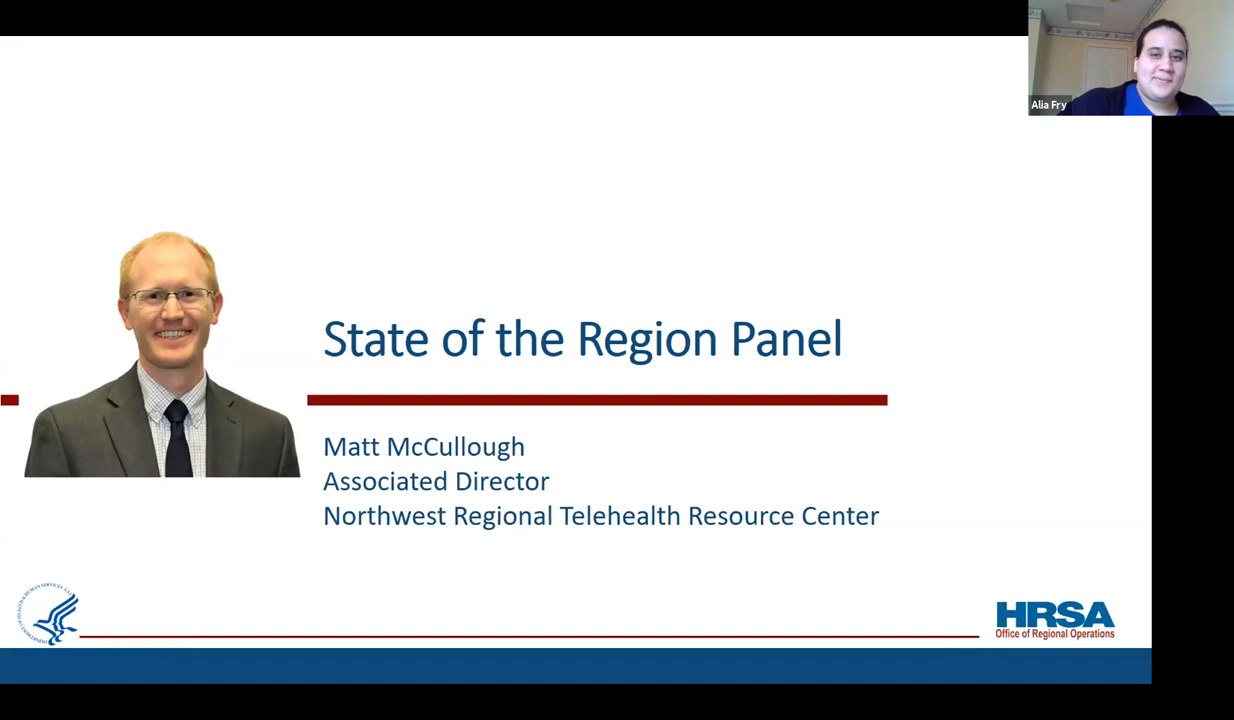 Alia Fry
State of the Region Panel
Matt McCullough
Associated Director
Northwest Regional Telehealth Resource Center
HRSA
Office of Regional Operations